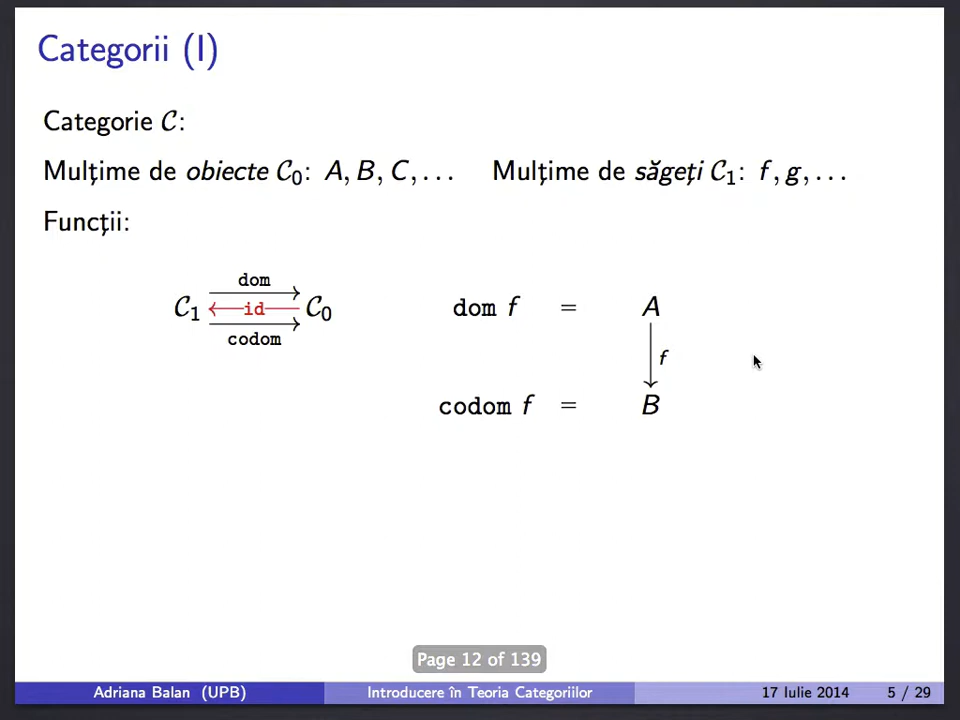 Categorii (I)
Categorie 𝒞:
Mulțime de obiecte 𝒞₀: A, B, C, . . . Mulțime de săgeți 𝒞₁: f, g, . . .
Funcții:
dom
𝒞₁ id 𝒞₀ dom f = A
codom
f
codom f = B
Page 12 of 139
Adriana Balan (UPB) Introducere în Teoria Categoriilor 17 Iulie 2014 5 / 29